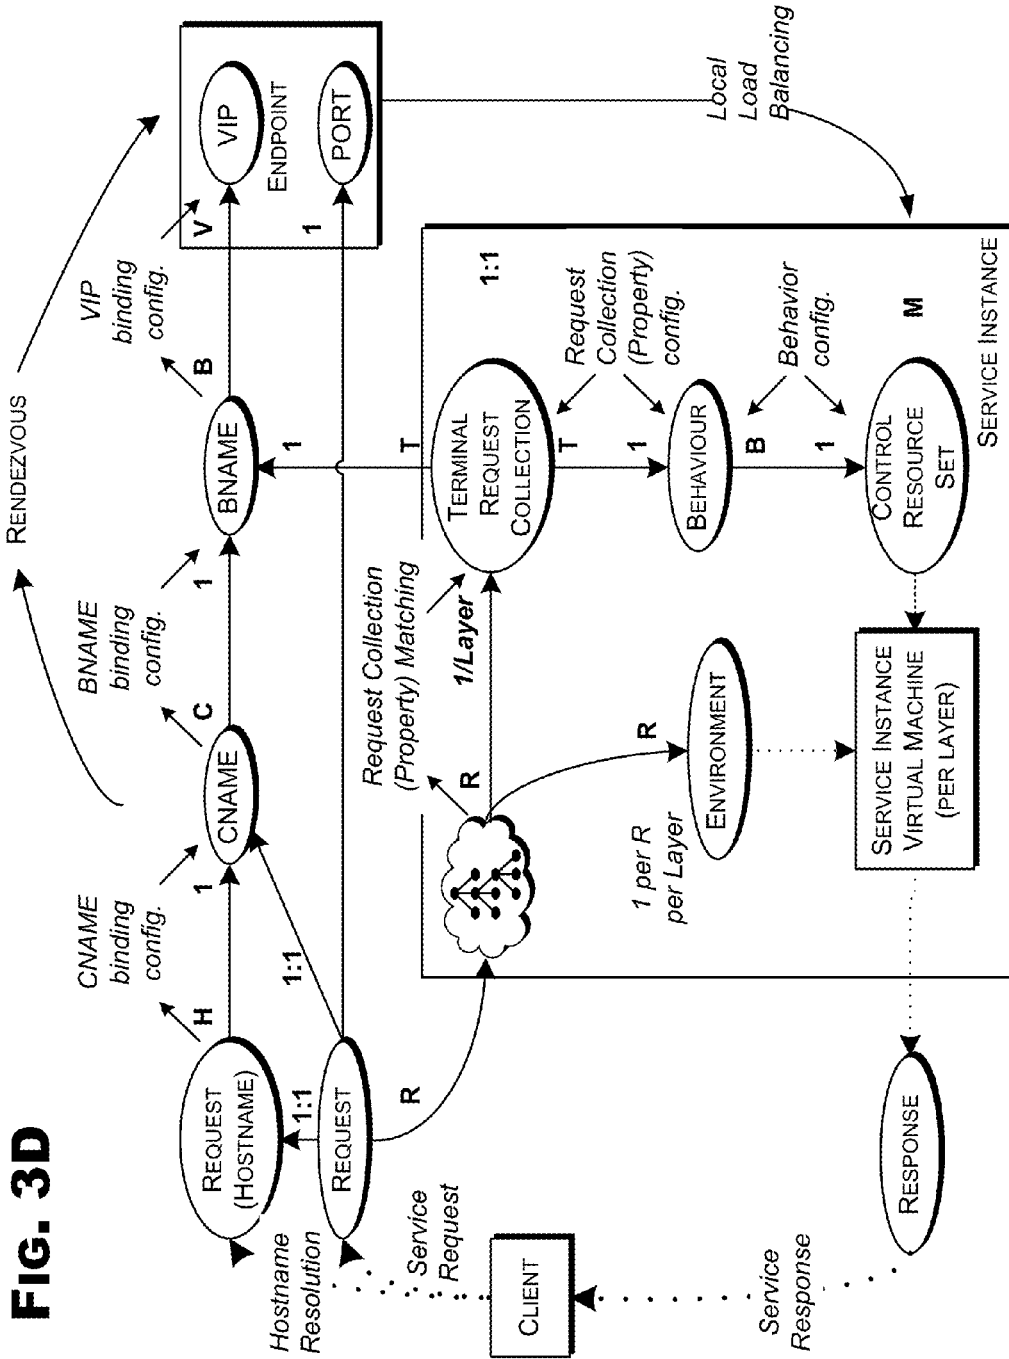 FIG. 3D
RENDEZVOUS
CNAME
binding
config.
BNAME
binding
config.
VIP
binding
config.
REQUEST
(HOSTNAME)
H
1
CNAME
C
1
BNAME
B
V
VIP
ENDPOINT
PORT
1
Hostname
Resolution
1:1
1:1
REQUEST
R
Service
Request
1
T
Local
Load
Balancing
Request Collection
(Property) Matching
R
1/Layer
TERMINAL
REQUEST
COLLECTION
1:1
T
1
Request
Collection
(Property)
config.
CLIENT
1 per R
per Layer
R
ENVIRONMENT
BEHAVIOUR
B
1
Behavior
config.
Service
Response
RESPONSE
SERVICE INSTANCE
VIRTUAL MACHINE
(PER LAYER)
CONTROL
RESOURCE
SET
M
SERVICE INSTANCE